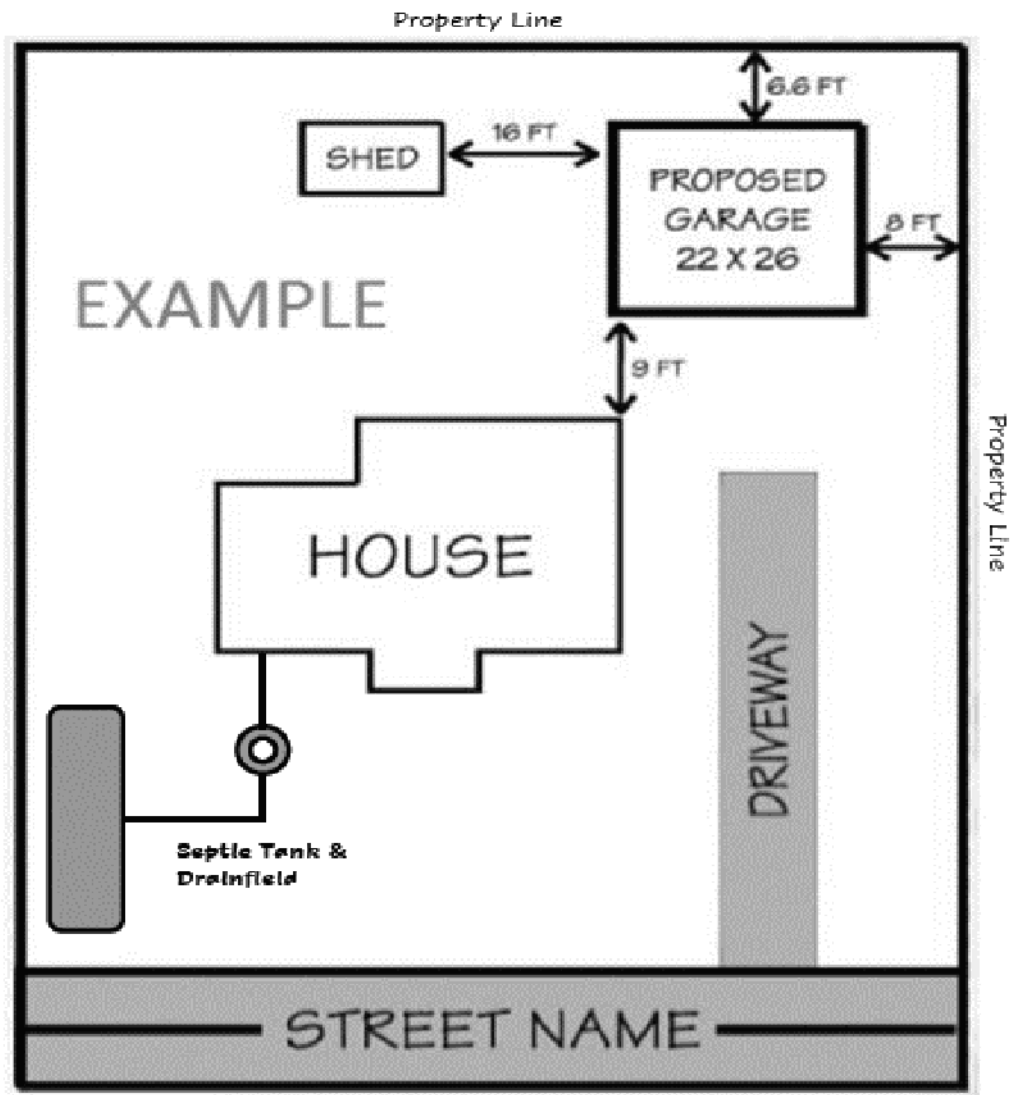 Property Line
6.6 FT
SHED
16 FT
PROPOSED
GARAGE
22 X 26
8 FT
EXAMPLE
9 FT
Property Line
HOUSE
DRIVEWAY
Septic Tank &
Drainfield
STREET NAME